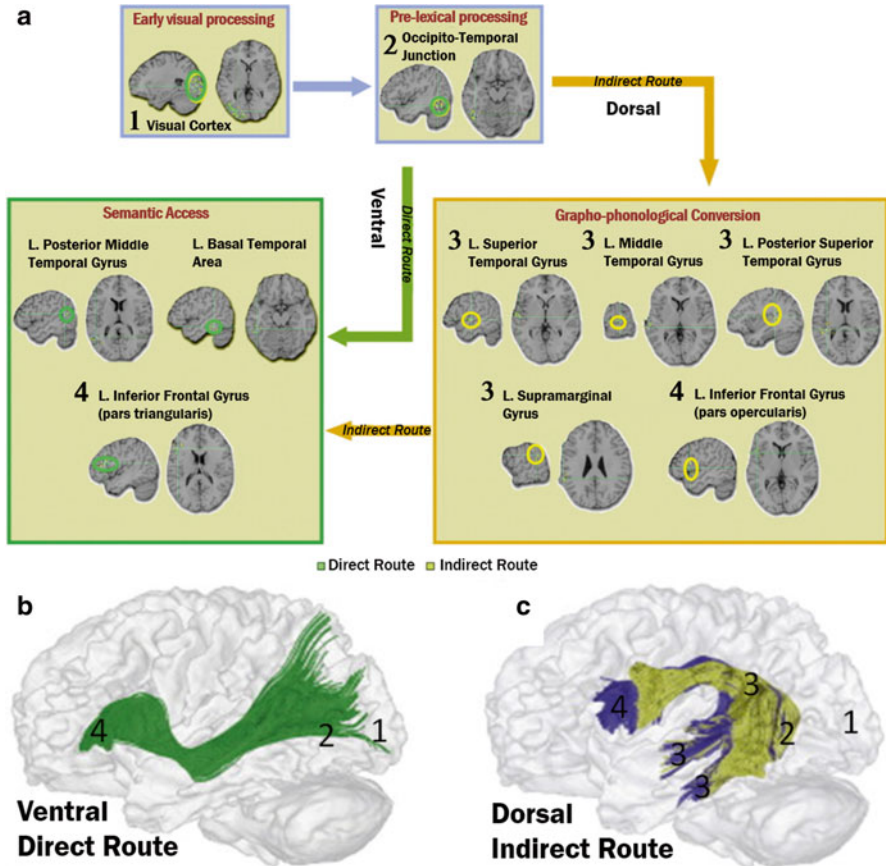 a
Early visual processing
1 Visual Cortex
Pre-lexical processing
2 Occipito-Temporal
Junction
Indirect Route
Dorsal
Ventral
Direct Route
Semantic Access
L. Posterior Middle
Temporal Gyrus
L. Basal Temporal
Area
4 L. Inferior Frontal Gyrus
(pars triangularis)
Indirect Route
Grapho-phonological Conversion
3 L. Superior
Temporal Gyrus
3 L. Middle
Temporal Gyrus
3 L. Posterior Superior
Temporal Gyrus
3 L. Supramarginal
Gyrus
4 L. Inferior Frontal Gyrus
(pars opercularis)
Direct Route Indirect Route
b
4 2 1
Ventral
Direct Route
c
3
4 2 1
3
3
Dorsal
Indirect Route